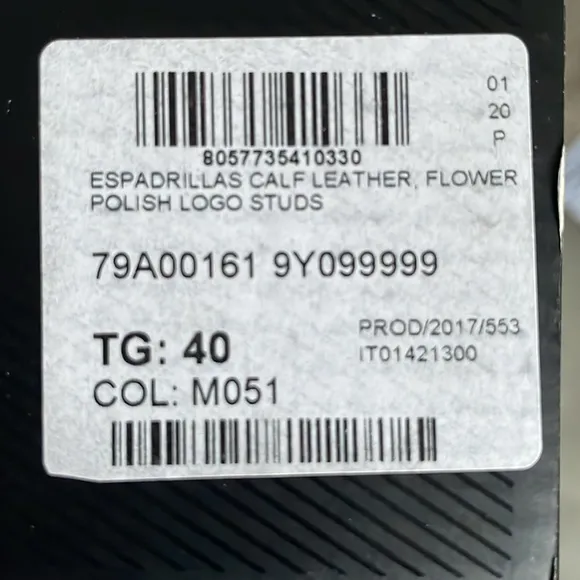 01
20
P
8057735410330
ESPADRILLAS CALF LEATHER, FLOWER
POLISH LOGO STUDS
79A00161 9Y099999
TG: 40
PROD/2017/553
COL: M051
IT01421300